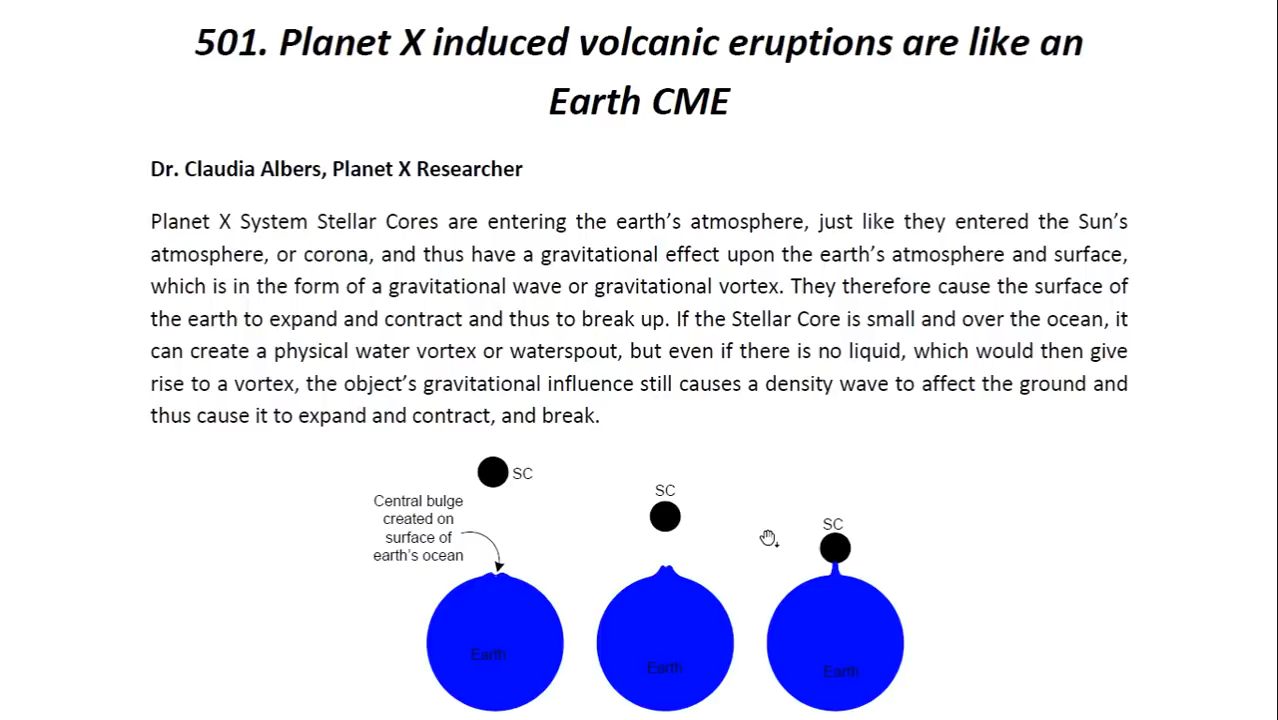 501. Planet X induced volcanic eruptions are like an
Earth CME
Dr. Claudia Albers, Planet X Researcher
Planet X System Stellar Cores are entering the earth's atmosphere, just like they entered the Sun's
atmosphere, or corona, and thus have a gravitational effect upon the earth's atmosphere and surface,
which is in the form of a gravitational wave or gravitational vortex. They therefore cause the surface of
the earth to expand and contract and thus to break up. If the Stellar Core is small and over the ocean, it
can create a physical water vortex or waterspout, but even if there is no liquid, which would then give
rise to a vortex, the object's gravitational influence still causes a density wave to affect the ground and
thus cause it to expand and contract, and break.
SC
Central bulge
created on
surface of
earth's ocean
SC
SC
Earth
Earth
Earth